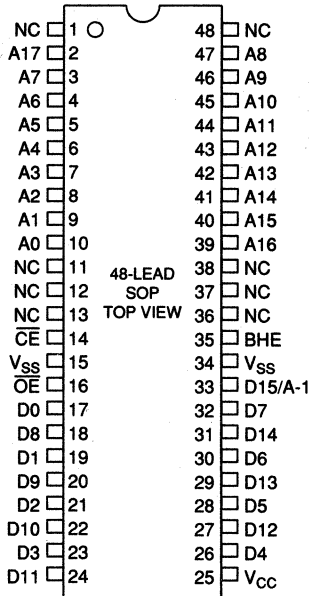 NC 1 48 NC
A17 2 47 A8
A7 3 46 A9
A6 4 45 A10
A5 5 44 A11
A4 6 43 A12
A3 7 42 A13
A2 8 41 A14
A1 9 40 A15
A0 10 39 A16
NC 11 38 NC
48-LEAD
NC 12 37 NC
SOP
NC 13 36 NC
TOP VIEW
C̅E̅ 14 35 BHE
VSS 15 34 VSS
O̅E̅ 16 33 D15/A-1
D0 17 32 D7
D8 18 31 D14
D1 19 30 D6
D9 20 29 D13
D2 21 28 D5
D10 22 27 D12
D3 23 26 D4
D11 24 25 VCC